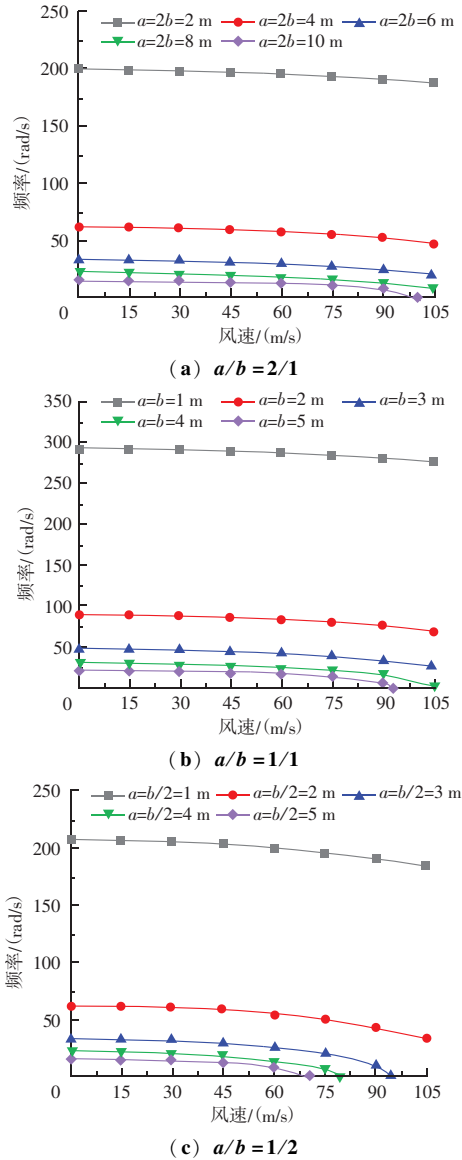 250
a=2b=2 m a=2b=4 m a=2b=6 m
a=2b=8 m a=2b=10 m
200
150
100
50
0 15 30 45 60 75 90 105
频率/(rad/s)
风速/(m/s)
(a) a/b=2/1
350
a=b=1 m a=b=2 m a=b=3 m
a=b=4 m a=b=5 m
300
250
200
150
100
50
0 15 30 45 60 75 90 105
频率/(rad/s)
风速/(m/s)
(b) a/b=1/1
250
a=b/2=1 m a=b/2=2 m a=b/2=3 m
a=b/2=4 m a=b/2=5 m
200
150
100
50
0 15 30 45 60 75 90 105
频率/(rad/s)
风速/(m/s)
(c) a/b=1/2